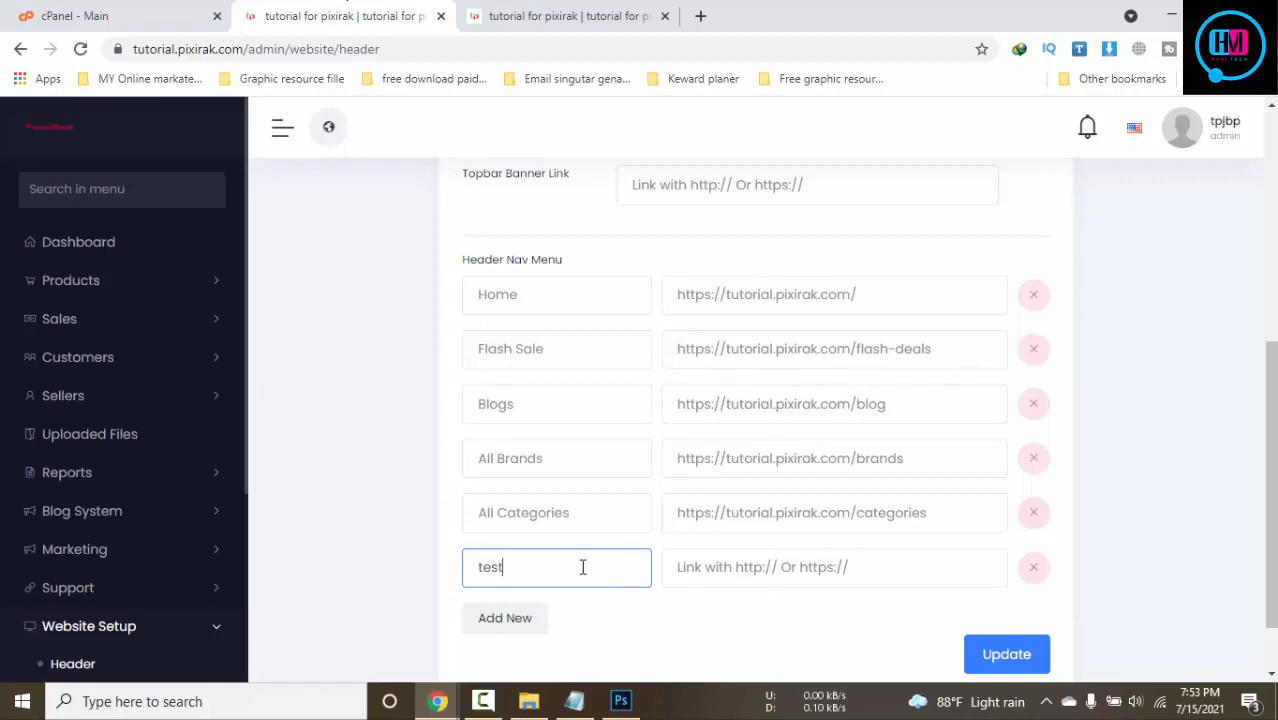 cPanel - Main
tutorial for pixirak | tutorial for p
tutorial for pixirak | tutorial for p
tutorial.pixirak.com/admin/website/header
Apps
MY Online markate...
Graphic resource fille
free download paid...
Email singutar gena...
Keward priner
Free graphic resour...
Other bookmarks
HM
tpjbp
admin
Search in menu
Dashboard
Products
Sales
Customers
Sellers
Uploaded Files
Reports
Blog System
Marketing
Support
Website Setup
Header
Topbar Banner Link
Link with http:// Or https://
Header Nav Menu
Home
https://tutorial.pixirak.com/
Flash Sale
https://tutorial.pixirak.com/flash-deals
Blogs
https://tutorial.pixirak.com/blog
All Brands
https://tutorial.pixirak.com/brands
All Categories
https://tutorial.pixirak.com/categories
test
Link with http:// Or https://
Add New
Update
Type here to search
U: 0.00 kB/s
D: 0.10 kB/s
88°F Light rain
7:53 PM
7/15/2021